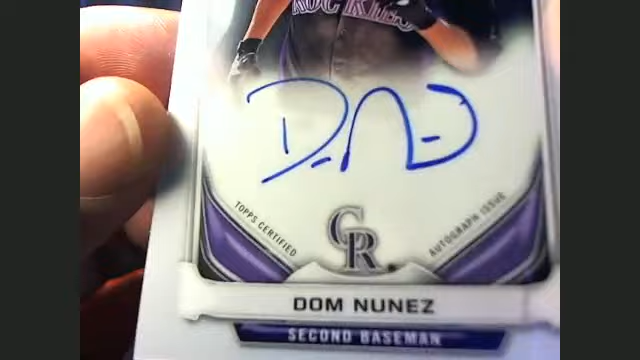 ROCKIES
D. N.
TOPPS CERTIFIED
AUTOGRAPH ISSUE
CR
DOM NUNEZ
SECOND BASEMAN